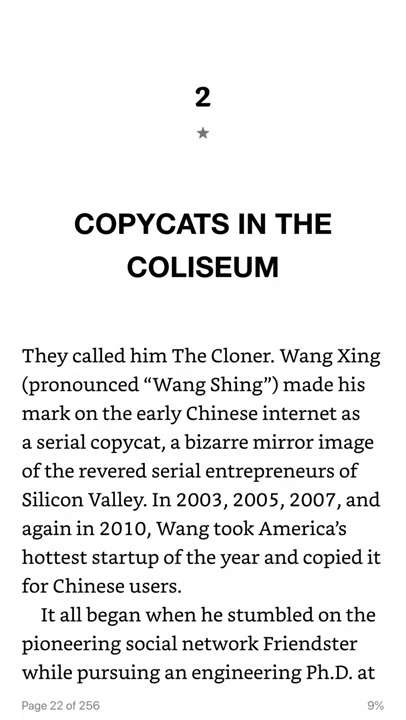 2
★
COPYCATS IN THE
COLISEUM
They called him The Cloner. Wang Xing
(pronounced “Wang Shing”) made his
mark on the early Chinese internet as
a serial copycat, a bizarre mirror image
of the revered serial entrepreneurs of
Silicon Valley. In 2003, 2005, 2007, and
again in 2010, Wang took America’s
hottest startup of the year and copied it
for Chinese users.
It all began when he stumbled on the
pioneering social network Friendster
while pursuing an engineering Ph.D. at
Page 22 of 256
9%